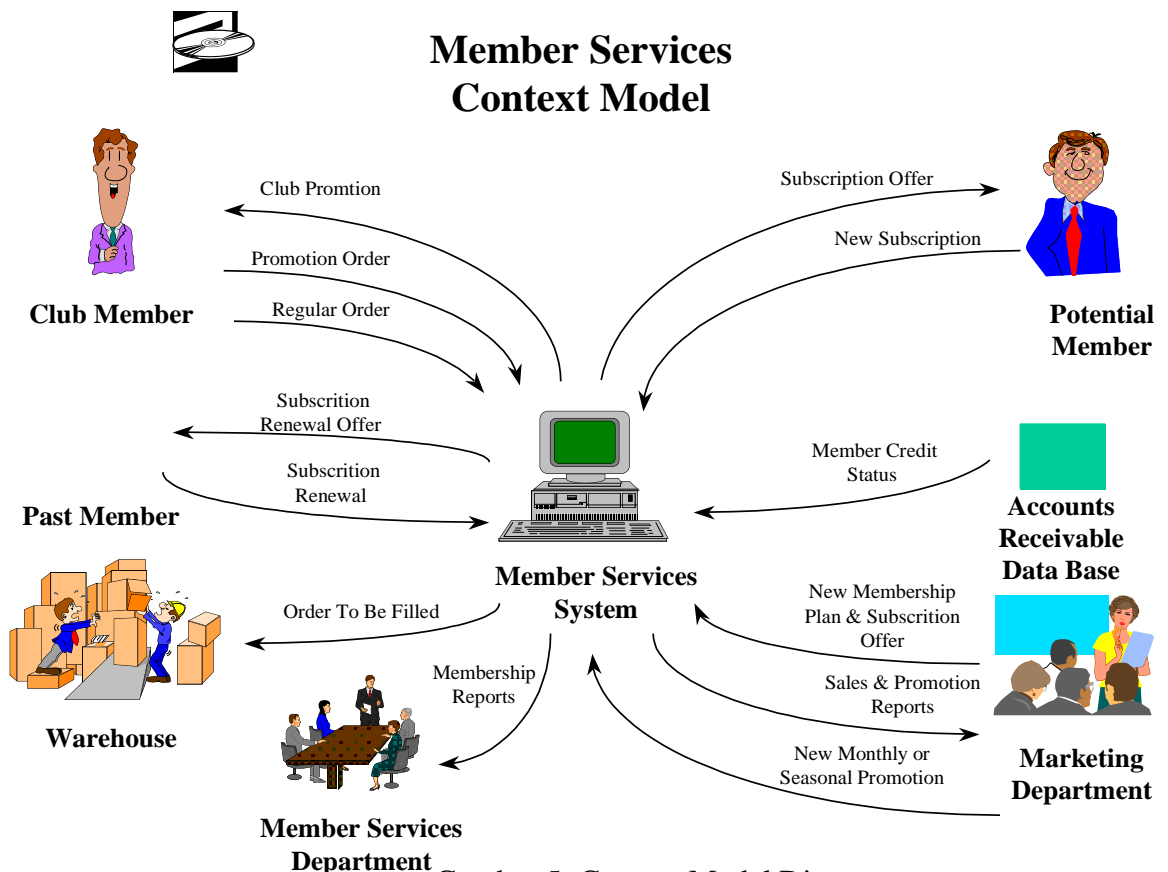 Member Services
Context Model
Club Promtion
Subscription Offer
New Subscription
Promotion Order
Regular Order
Club Member
Potential
Member
Subscrition
Renewal Offer
Subscrition
Renewal
Past Member
Member Credit
Status
Accounts
Receivable
Data Base
Member Services
System
Order To Be Filled
New Membership
Plan & Subscrition
Offer
Membership
Reports
Sales & Promotion
Reports
Warehouse
New Monthly or
Seasonal Promotion
Marketing
Department
Member Services
Department
Context Model